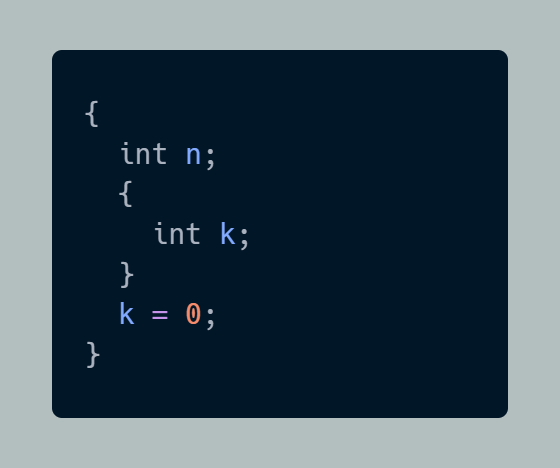 {
  int n;
  {
    int k;
  }
  k = 0;
}